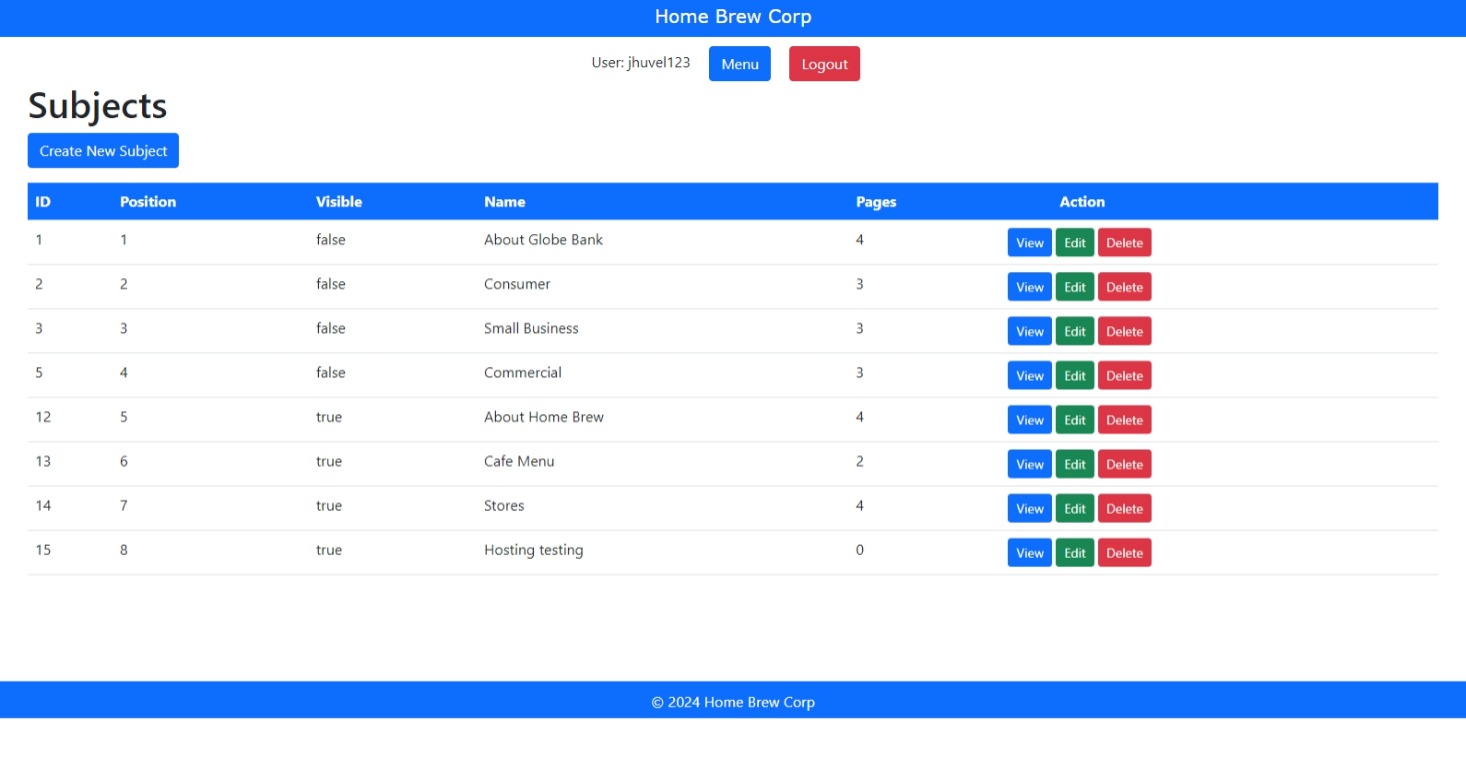 Home Brew Corp
User: jhuvel123 Menu Logout
Subjects
Create New Subject
ID Position Visible Name Pages Action
1 1 false About Globe Bank 4 View Edit Delete
2 2 false Consumer 3 View Edit Delete
3 3 false Small Business 3 View Edit Delete
5 4 false Commercial 3 View Edit Delete
12 5 true About Home Brew 4 View Edit Delete
13 6 true Cafe Menu 2 View Edit Delete
14 7 true Stores 4 View Edit Delete
15 8 true Hosting testing 0 View Edit Delete
© 2024 Home Brew Corp